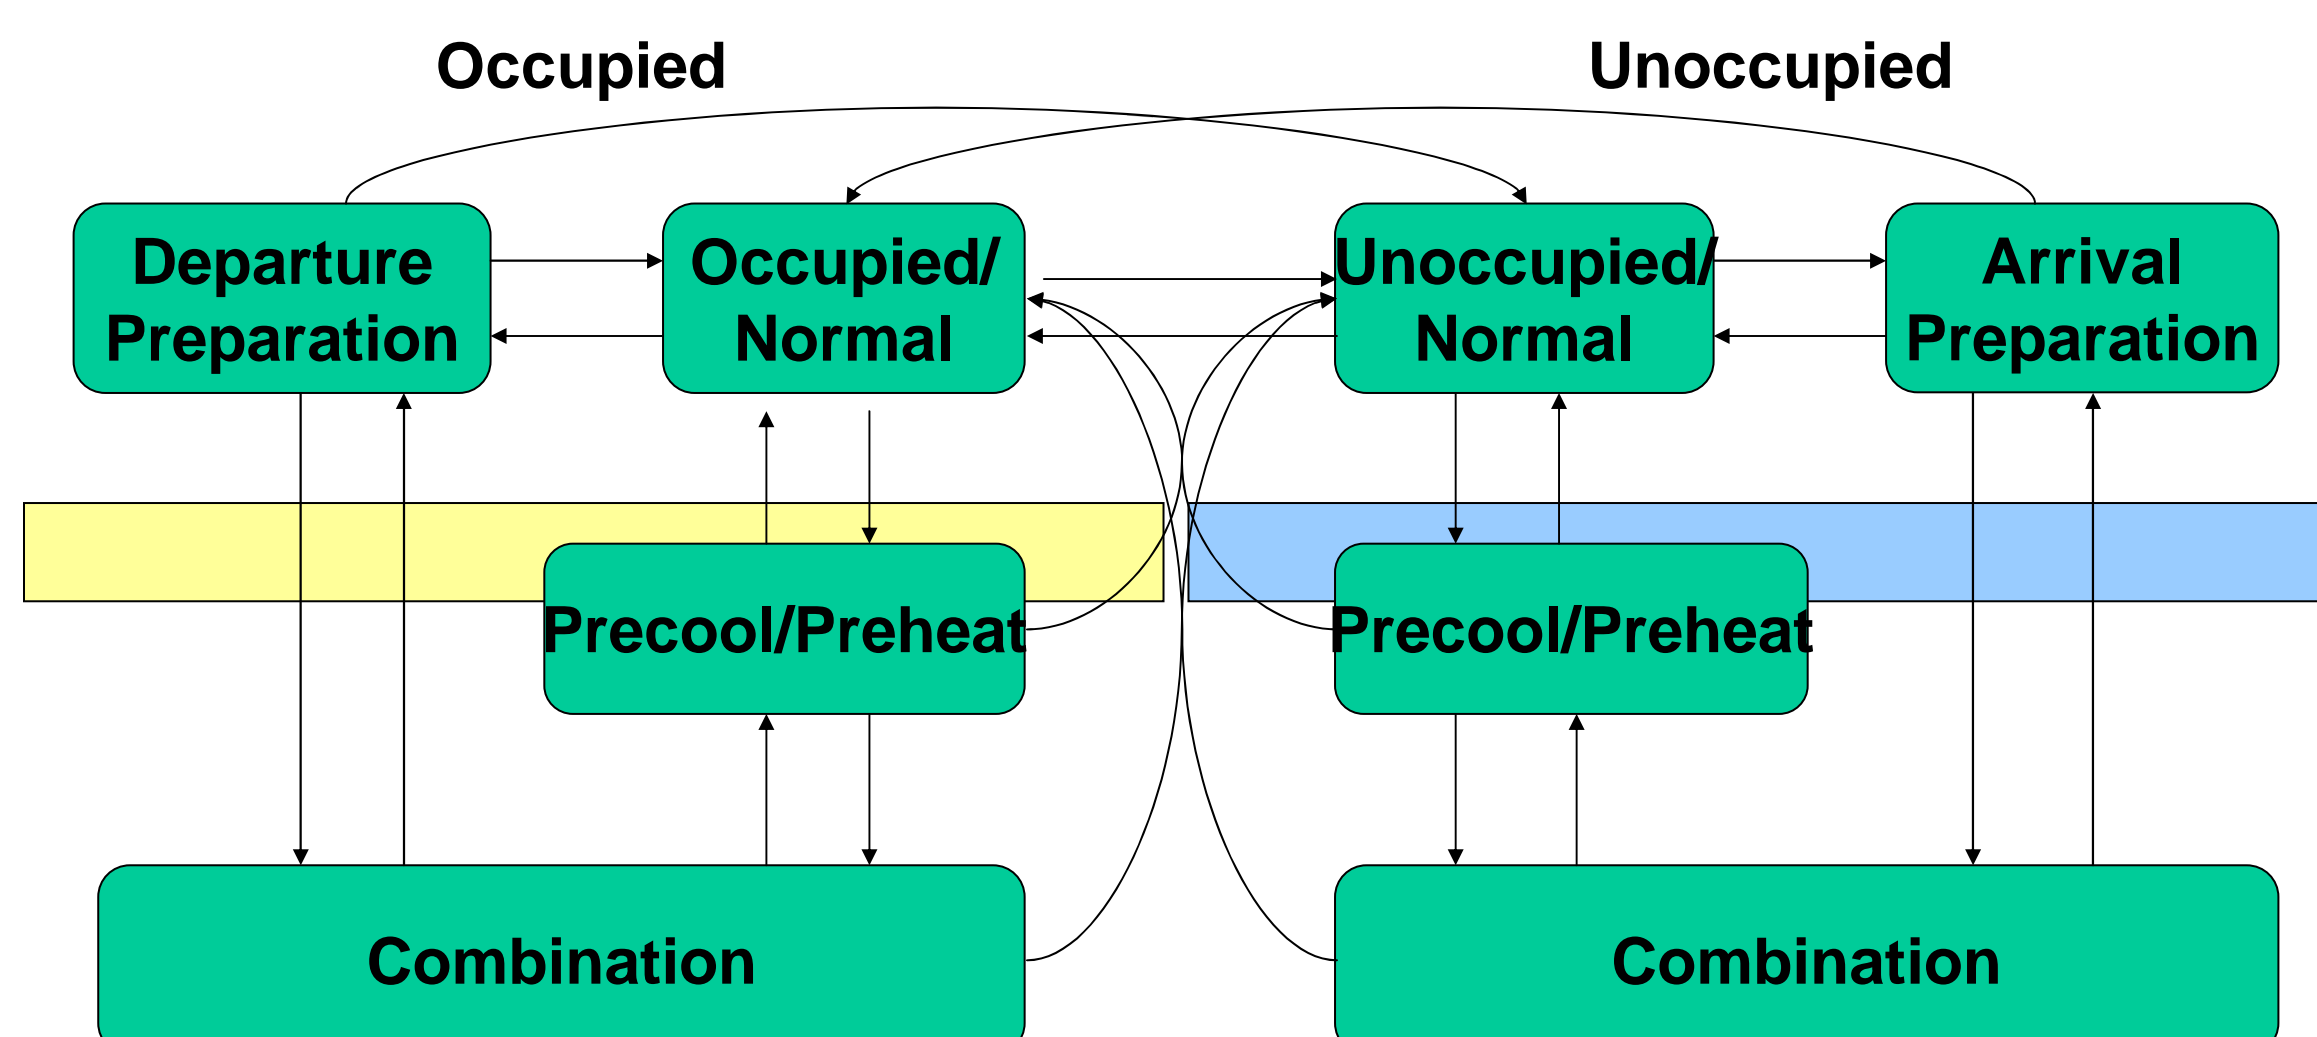 Occupied
Unoccupied
Departure
Preparation
Occupied/
Normal
Unoccupied/
Normal
Arrival
Preparation
Precool/Preheat
Precool/Preheat
Combination
Combination